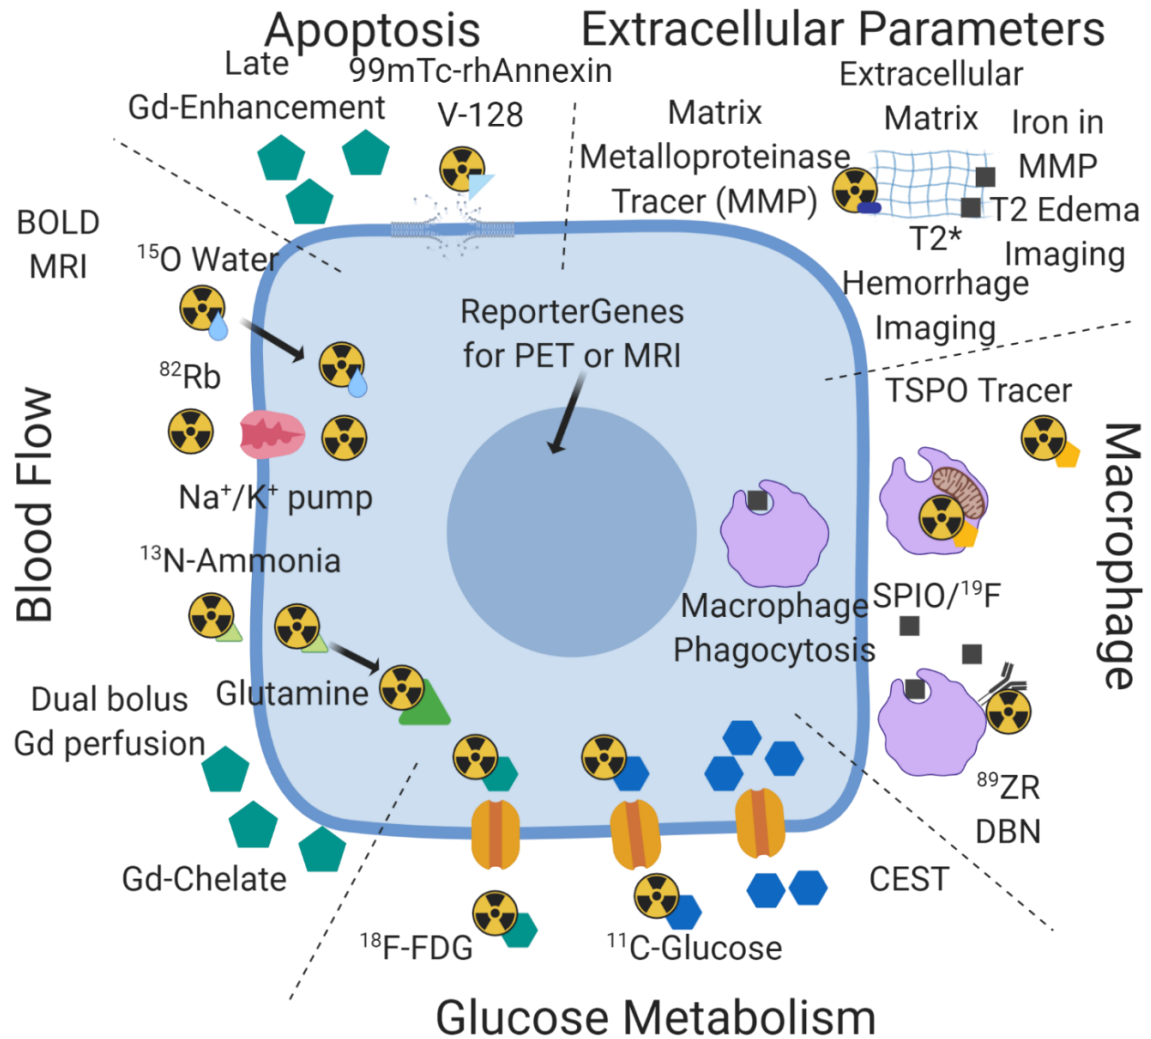 Apoptosis
Extracellular Parameters
Late
Gd-Enhancement
99mTc-rhAnnexin
V-128
Matrix
Metalloproteinase
Tracer (MMP)
Extracellular
Matrix
Iron in
MMP
T2 Edema
Imaging
T2*
Hemorrhage
Imaging
BOLD
MRI
¹⁵O Water
⁸²Rb
Na⁺/K⁺ pump
¹³N-Ammonia
Glutamine
Blood Flow
Dual bolus
Gd perfusion
Gd-Chelate
ReporterGenes
for PET or MRI
Macrophage
Phagocytosis
TSPO Tracer
SPIO/¹⁹F
⁸⁹ZR
DBN
Macrophage
CEST
¹⁸F-FDG
¹¹C-Glucose
Glucose Metabolism